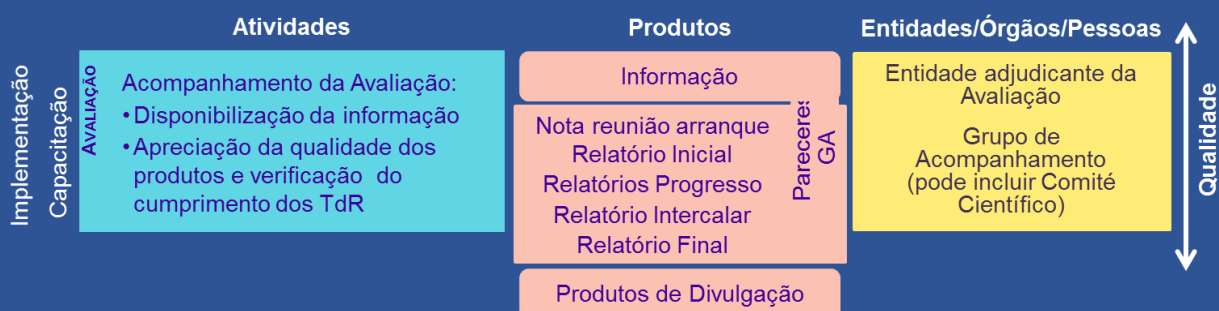 Atividades
Produtos
Entidades/Órgãos/Pessoas
Implementação
Capacitação
AVALIAÇÃO
Acompanhamento da Avaliação:
•Disponibilização da informação
•Apreciação da qualidade dos
produtos e verificação do
cumprimento dos TdR
Informação
Nota reunião arranque
Relatório Inicial
Relatórios Progresso
Relatório Intercalar
Relatório Final
Pareceres
GA
Produtos de Divulgação
Entidade adjudicante da
Avaliação
Grupo de
Acompanhamento
(pode incluir Comité
Científico)
Qualidade